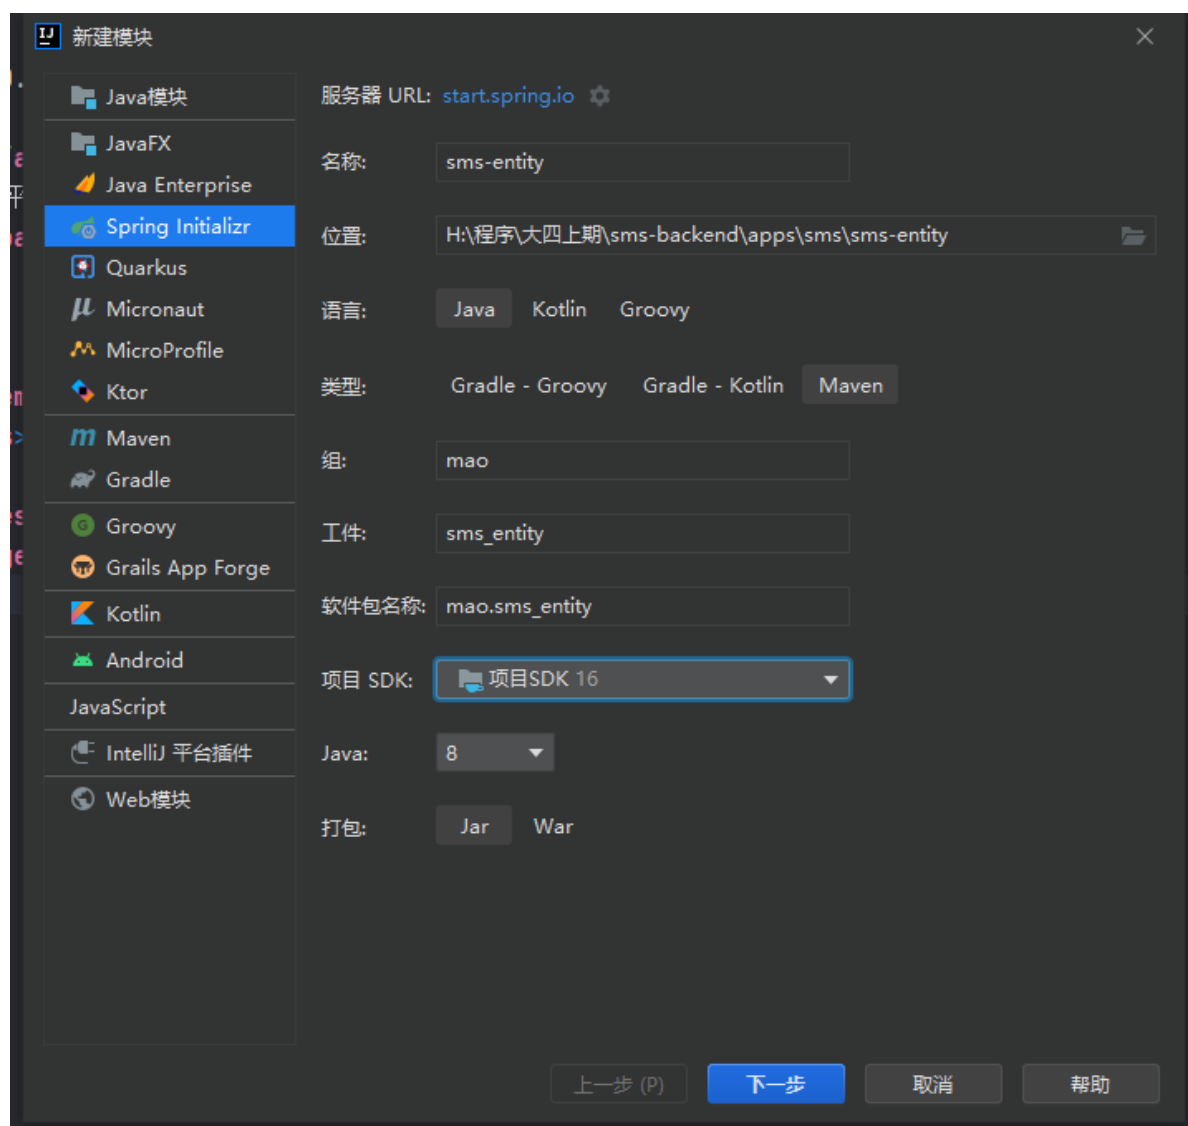 新建模块
Java模块
JavaFX
Java Enterprise
Spring Initializr
Quarkus
Micronaut
MicroProfile
Ktor
Maven
Gradle
Groovy
Grails App Forge
Kotlin
Android
JavaScript
IntelliJ 平台插件
Web模块
服务器 URL: start.spring.io
名称: sms-entity
位置: H:\程序\大四上期\sms-backend\apps\sms\sms-entity
语言: Java Kotlin Groovy
类型: Gradle - Groovy Gradle - Kotlin Maven
组: mao
工件: sms_entity
软件包名称: mao.sms_entity
项目 SDK: 项目SDK 16
Java: 8
打包: Jar War
上一步 (P) 下一步 取消 帮助